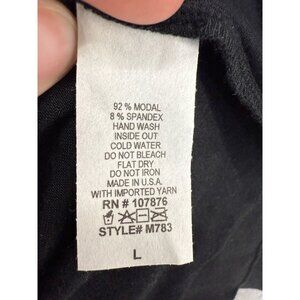 92 % MODAL
8 % SPANDEX
HAND WASH
INSIDE OUT
COLD WATER
DO NOT BLEACH
FLAT DRY
DO NOT IRON
MADE IN U.S.A.
WITH IMPORTED YARN
RN # 107876
STYLE# M783
L